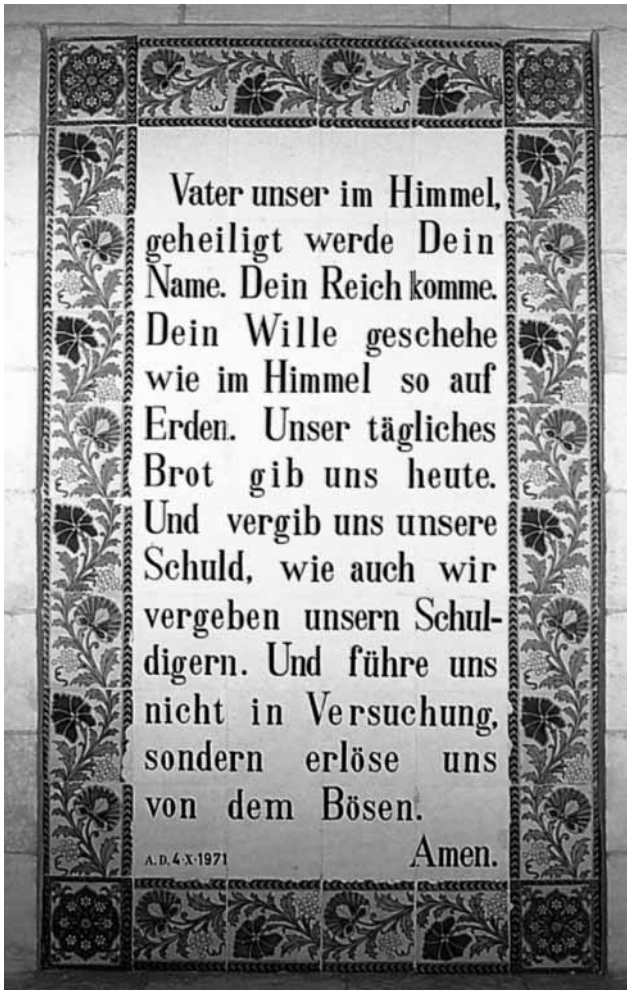 Vater unser im Himmel,
geheiligt werde Dein
Name. Dein Reich komme.
Dein Wille geschehe
wie im Himmel so auf
Erden. Unser tägliches
Brot gib uns heute.
Und vergib uns unsere
Schuld, wie auch wir
vergeben unsern Schul-
digern. Und führe uns
nicht in Versuchung,
sondern erlöse uns
von dem Bösen.
Amen.
A.D. 4·X·1971